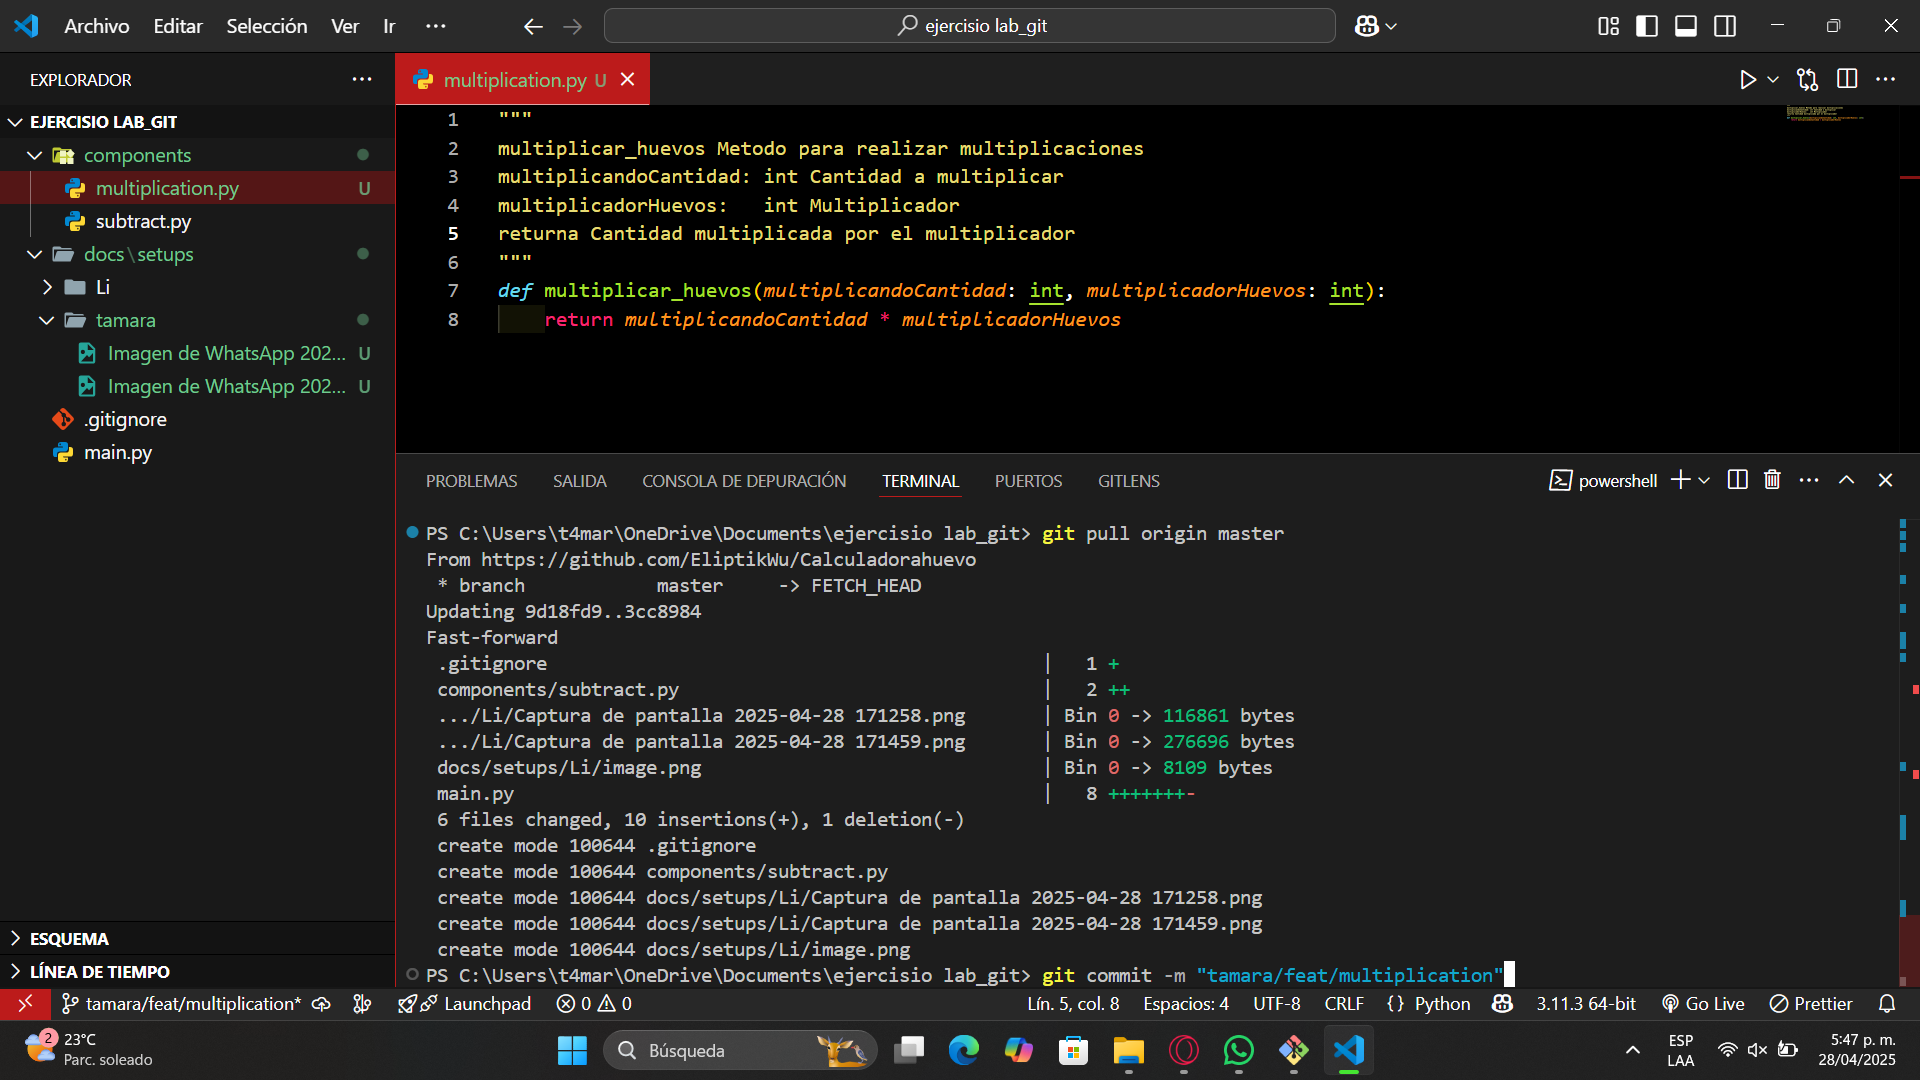 Archivo Editar Selección Ver Ir ··· ejercisio lab_git
EXPLORADOR ···
EJERCISIO LAB_GIT
components
multiplication.py U
subtract.py
docs\setups
Li
tamara
Imagen de WhatsApp 202... U
Imagen de WhatsApp 202... U
.gitignore
main.py
ESQUEMA
LÍNEA DE TIEMPO
multiplication.py U
1 """
2 multiplicar_huevos Metodo para realizar multiplicaciones
3 multiplicandoCantidad: int Cantidad a multiplicar
4 multiplicadorHuevos:   int Multiplicador
5 returna Cantidad multiplicada por el multiplicador
6 """
7 def multiplicar_huevos(multiplicandoCantidad: int, multiplicadorHuevos: int):
8     return multiplicandoCantidad * multiplicadorHuevos
PROBLEMAS SALIDA CONSOLA DE DEPURACIÓN TERMINAL PUERTOS GITLENS powershell
PS C:\Users\t4mar\OneDrive\Documents\ejercisio lab_git> git pull origin master
From https://github.com/EliptikWu/Calculadorahuevo
 * branch            master     -> FETCH_HEAD
Updating 9d18fd9..3cc8984
Fast-forward
 .gitignore                                   |   1 +
 components/subtract.py                       |   2 ++
 .../Li/Captura de pantalla 2025-04-28 171258.png       | Bin 0 -> 116861 bytes
 .../Li/Captura de pantalla 2025-04-28 171459.png       | Bin 0 -> 276696 bytes
 docs/setups/Li/image.png                     | Bin 0 -> 8109 bytes
 main.py                                      |   8 +++++++-
 6 files changed, 10 insertions(+), 1 deletion(-)
 create mode 100644 .gitignore
 create mode 100644 components/subtract.py
 create mode 100644 docs/setups/Li/Captura de pantalla 2025-04-28 171258.png
 create mode 100644 docs/setups/Li/Captura de pantalla 2025-04-28 171459.png
 create mode 100644 docs/setups/Li/image.png
PS C:\Users\t4mar\OneDrive\Documents\ejercisio lab_git> git commit -m "tamara/feat/multiplication"
tamara/feat/multiplication* Launchpad 0 0 Lín. 5, col. 8 Espacios: 4 UTF-8 CRLF {} Python 3.11.3 64-bit Go Live Prettier
2 23°C
Parc. soleado
Búsqueda
ESP
LAA
5:47 p. m.
28/04/2025